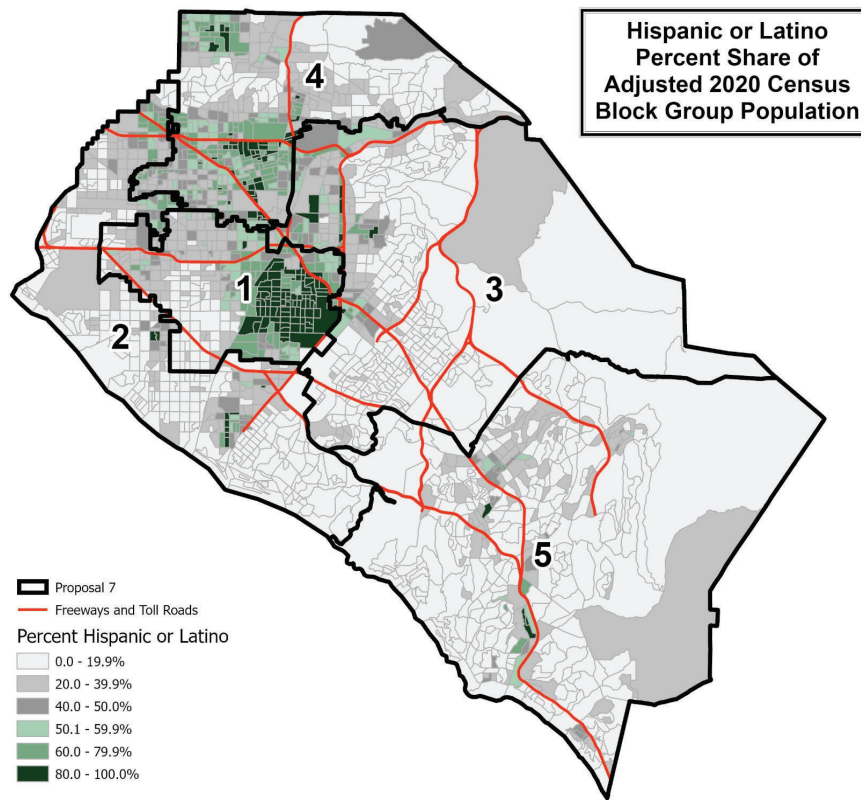 Hispanic or Latino
Percent Share of
Adjusted 2020 Census
Block Group Population
4
3
1
2
5
Proposal 7
Freeways and Toll Roads
Percent Hispanic or Latino
0.0 - 19.9%
20.0 - 39.9%
40.0 - 50.0%
50.1 - 59.9%
60.0 - 79.9%
80.0 - 100.0%